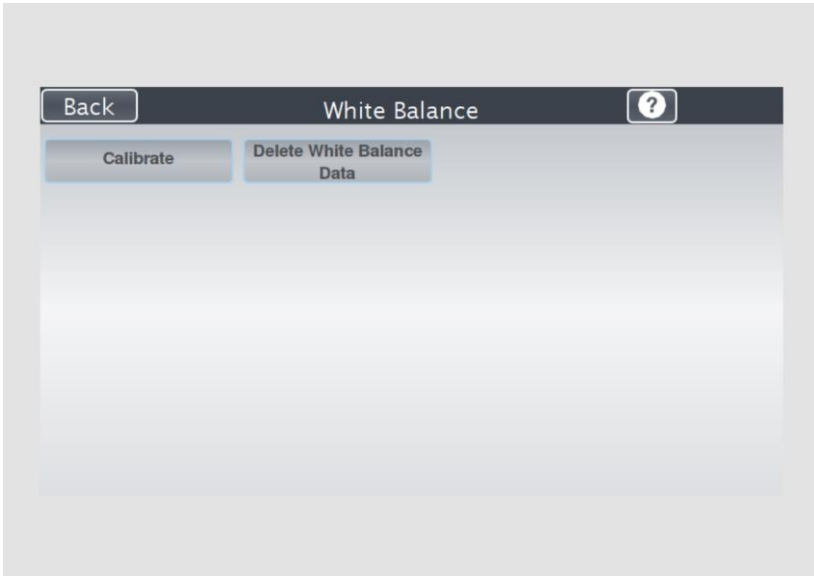 Back
White Balance
?
Calibrate
Delete White Balance
Data